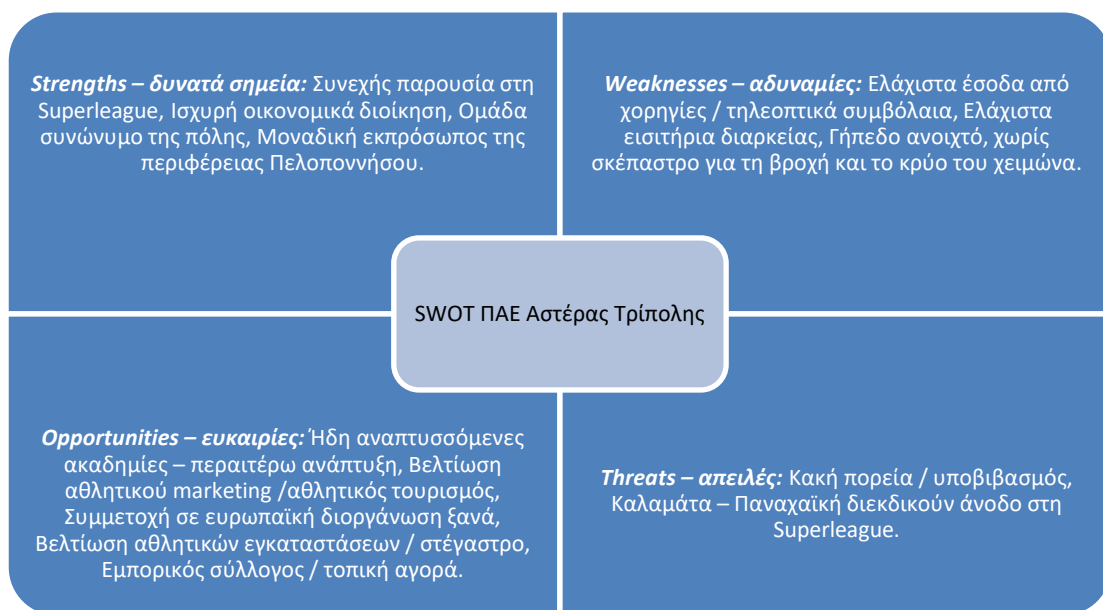 Strengths – δυνατά σημεία: Συνεχής παρουσία στη
Superleague, Ισχυρή οικονομικά διοίκηση, Ομάδα
συνώνυμο της πόλης, Μοναδική εκπρόσωπος της
περιφέρειας Πελοποννήσου.
Weaknesses – αδυναμίες: Ελάχιστα έσοδα από
χορηγίες / τηλεοπτικά συμβόλαια, Ελάχιστα
εισιτήρια διαρκείας, Γήπεδο ανοιχτό, χωρίς
σκέπαστρο για τη βροχή και το κρύο του χειμώνα.
SWOT ΠΑΕ Αστέρας Τρίπολης
Opportunities – ευκαιρίες: Ήδη αναπτυσσόμενες
ακαδημίες – περαιτέρω ανάπτυξη, Βελτίωση
αθλητικού marketing /αθλητικός τουρισμός,
Συμμετοχή σε ευρωπαϊκή διοργάνωση ξανά,
Βελτίωση αθλητικών εγκαταστάσεων / στέγαστρο,
Εμπορικός σύλλογος / τοπική αγορά.
Threats – απειλές: Κακή πορεία / υποβιβασμός,
Καλαμάτα – Παναχαϊκή διεκδικούν άνοδο στη
Superleague.